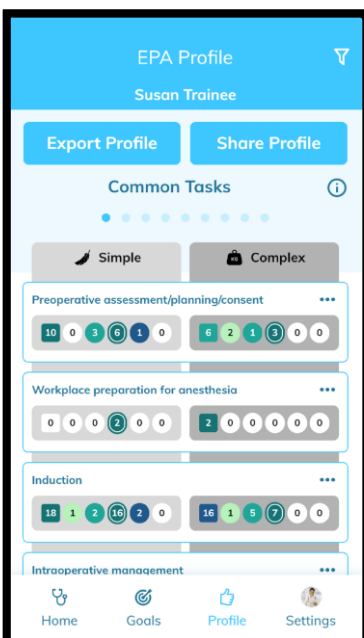 EPA Profile
Susan Trainee
Export Profile Share Profile
Common Tasks
Simple KG Complex
Preoperative assessment/planning/consent
10 0 3 6 1 0 6 2 1 3 0 0
Workplace preparation for anesthesia
0 0 0 2 0 0 2 0 0 0 0 0
Induction
18 1 2 16 2 0 16 1 5 7 0 0
Intraoperative management
Home Goals Profile Settings